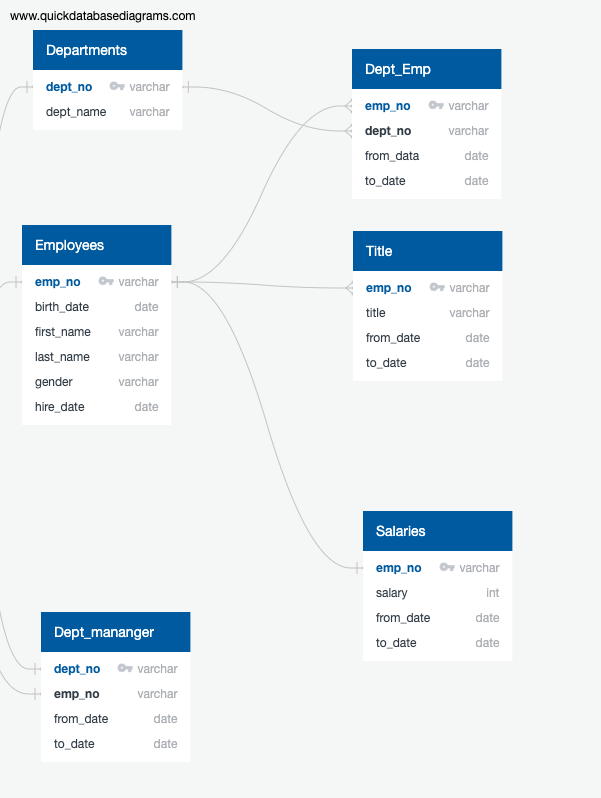 www.quickdatabasediagrams.com
Departments
dept_no varchar
dept_name varchar
Dept_Emp
emp_no varchar
dept_no varchar
from_data date
to_date date
Employees
emp_no varchar
birth_date date
first_name varchar
last_name varchar
gender varchar
hire_date date
Title
emp_no varchar
title varchar
from_date date
to_date date
Salaries
emp_no varchar
salary int
from_date date
to_date date
Dept_mananger
dept_no varchar
emp_no varchar
from_date date
to_date date